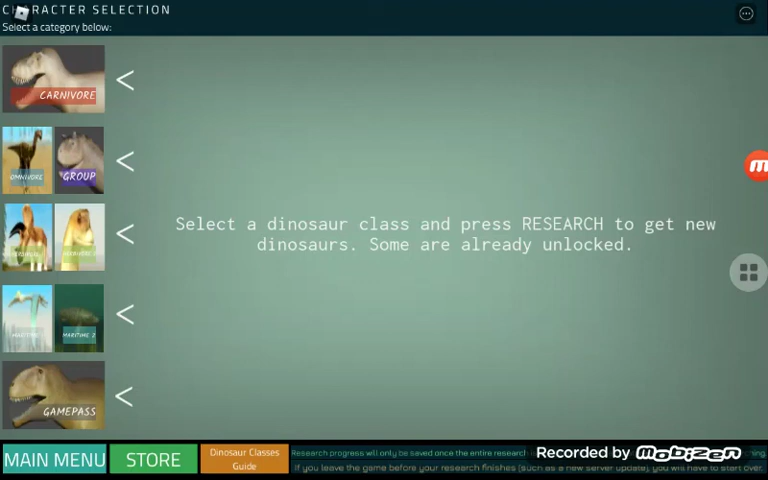 CHARACTER SELECTION
Select a category below:
CARNIVORE
OMNIVORE
GROUP
Select a dinosaur class and press RESEARCH to get new
dinosaurs. Some are already unlocked.
MARITIME 2
GAMEPASS
MAIN MENU
STORE
Dinosaur Classes
Guide
Research progress will only be saved once the entire research
If you leave the game before your research finishes (such as a new server update), you will have to start over.
Recorded by MOBIZEN